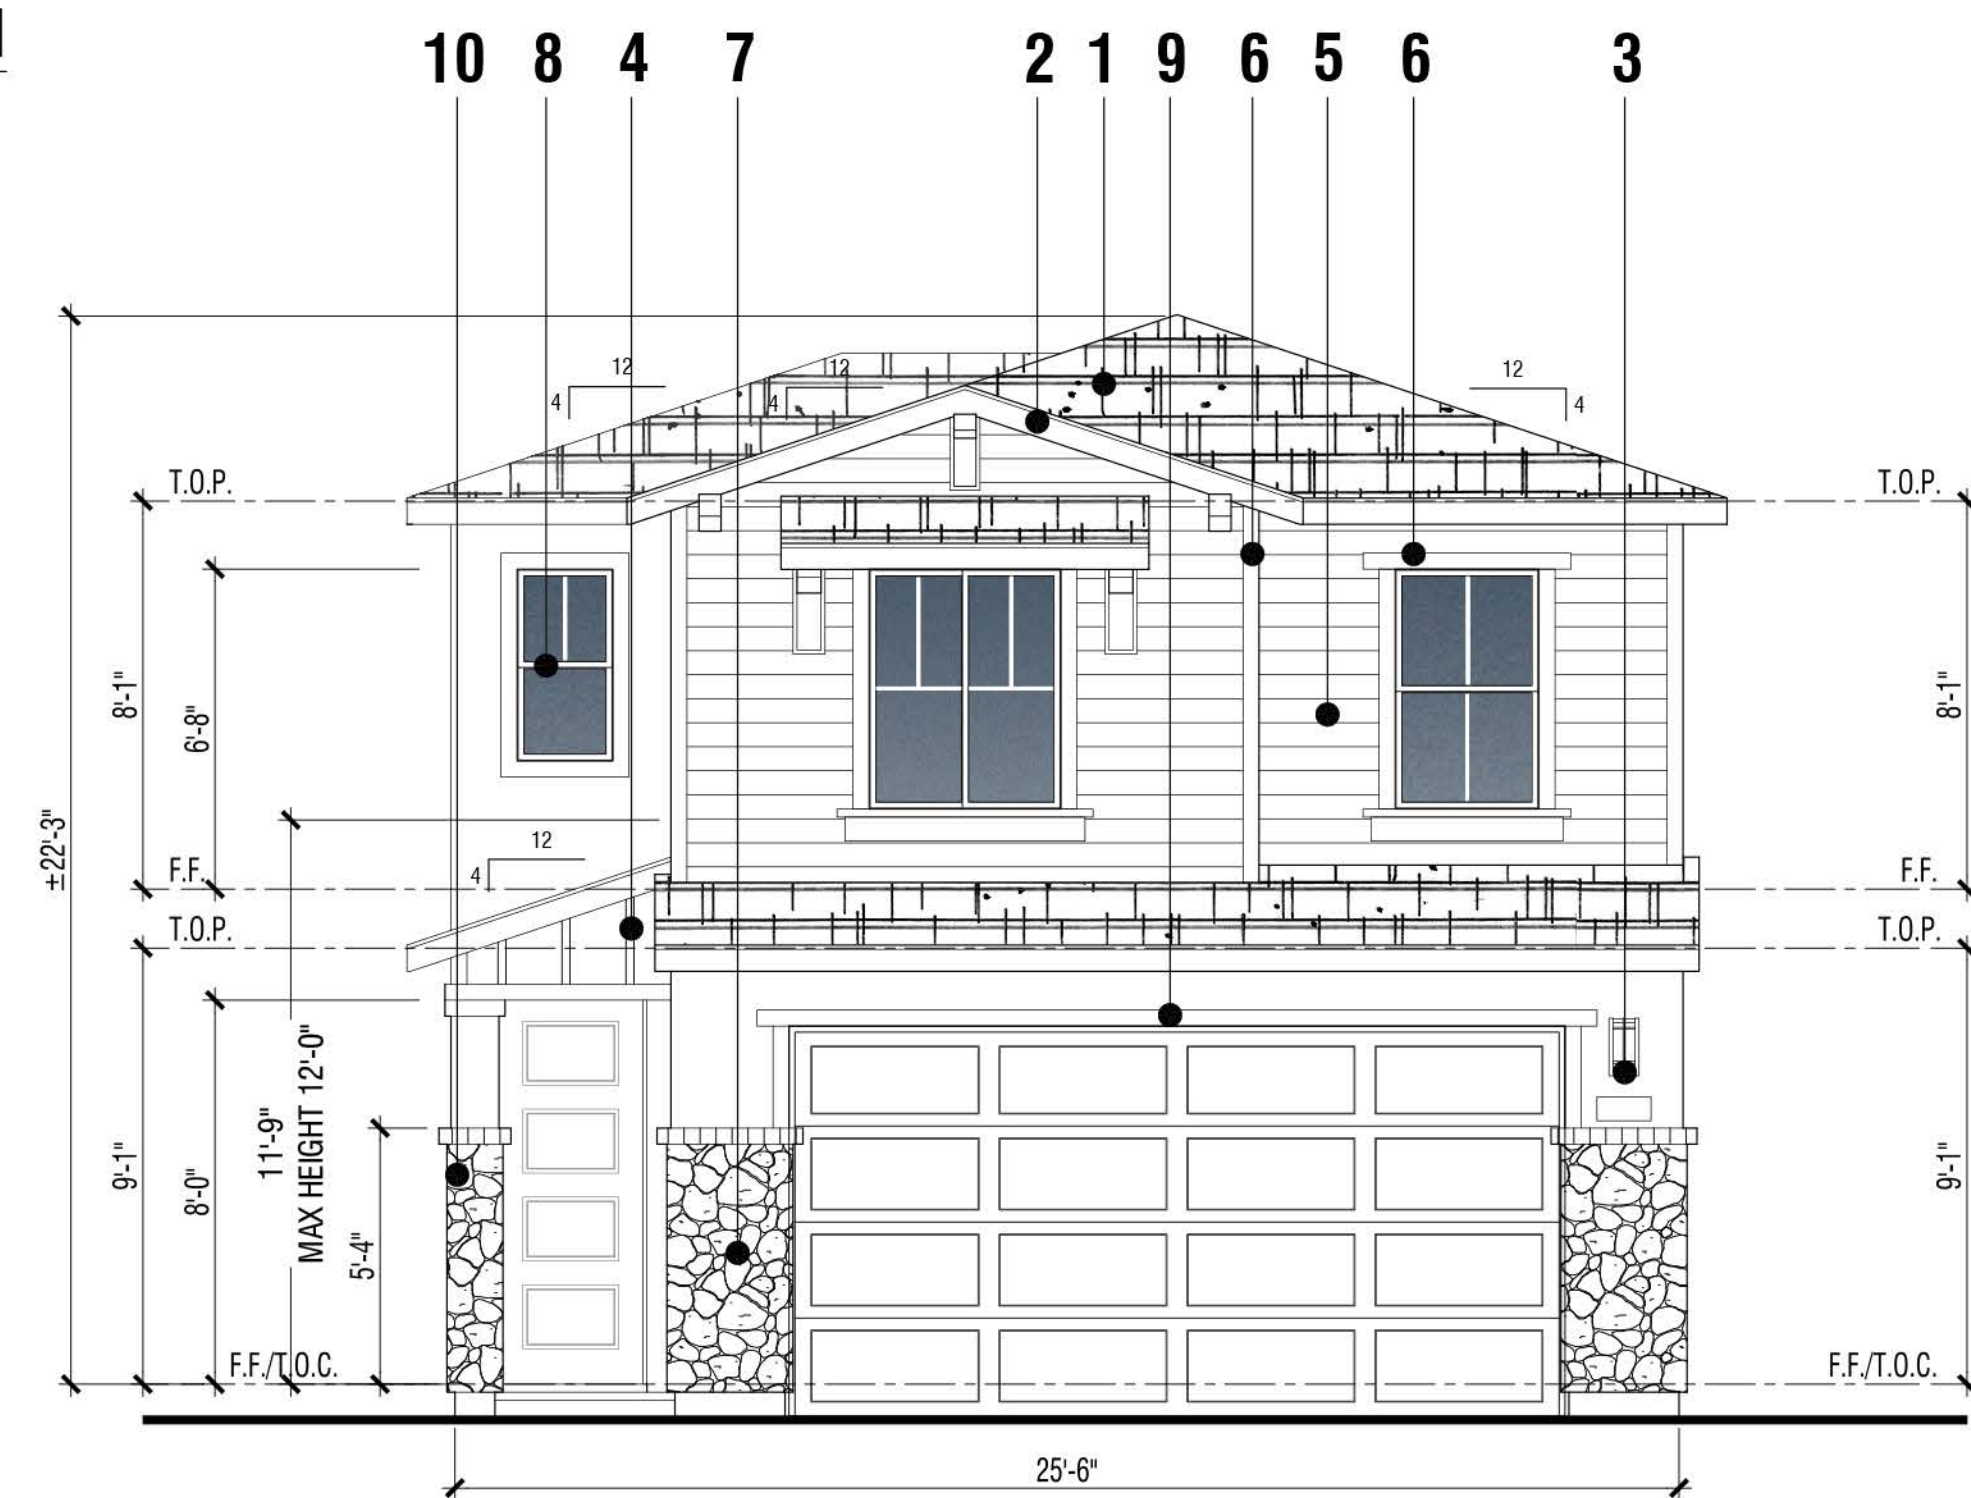 10 8 4 7 2 1 9 6 5 6 3
12
4
12
4
12
4
T.O.P.
T.O.P.
8'-1"
6'-8"
8'-1"
±22'-3"
12
4
F.F.
F.F.
T.O.P.
T.O.P.
9'-1"
8'-0"
11'-9"
MAX HEIGHT 12'-0"
5'-4"
9'-1"
F.F./T.O.C.
F.F./T.O.C.
25'-6"